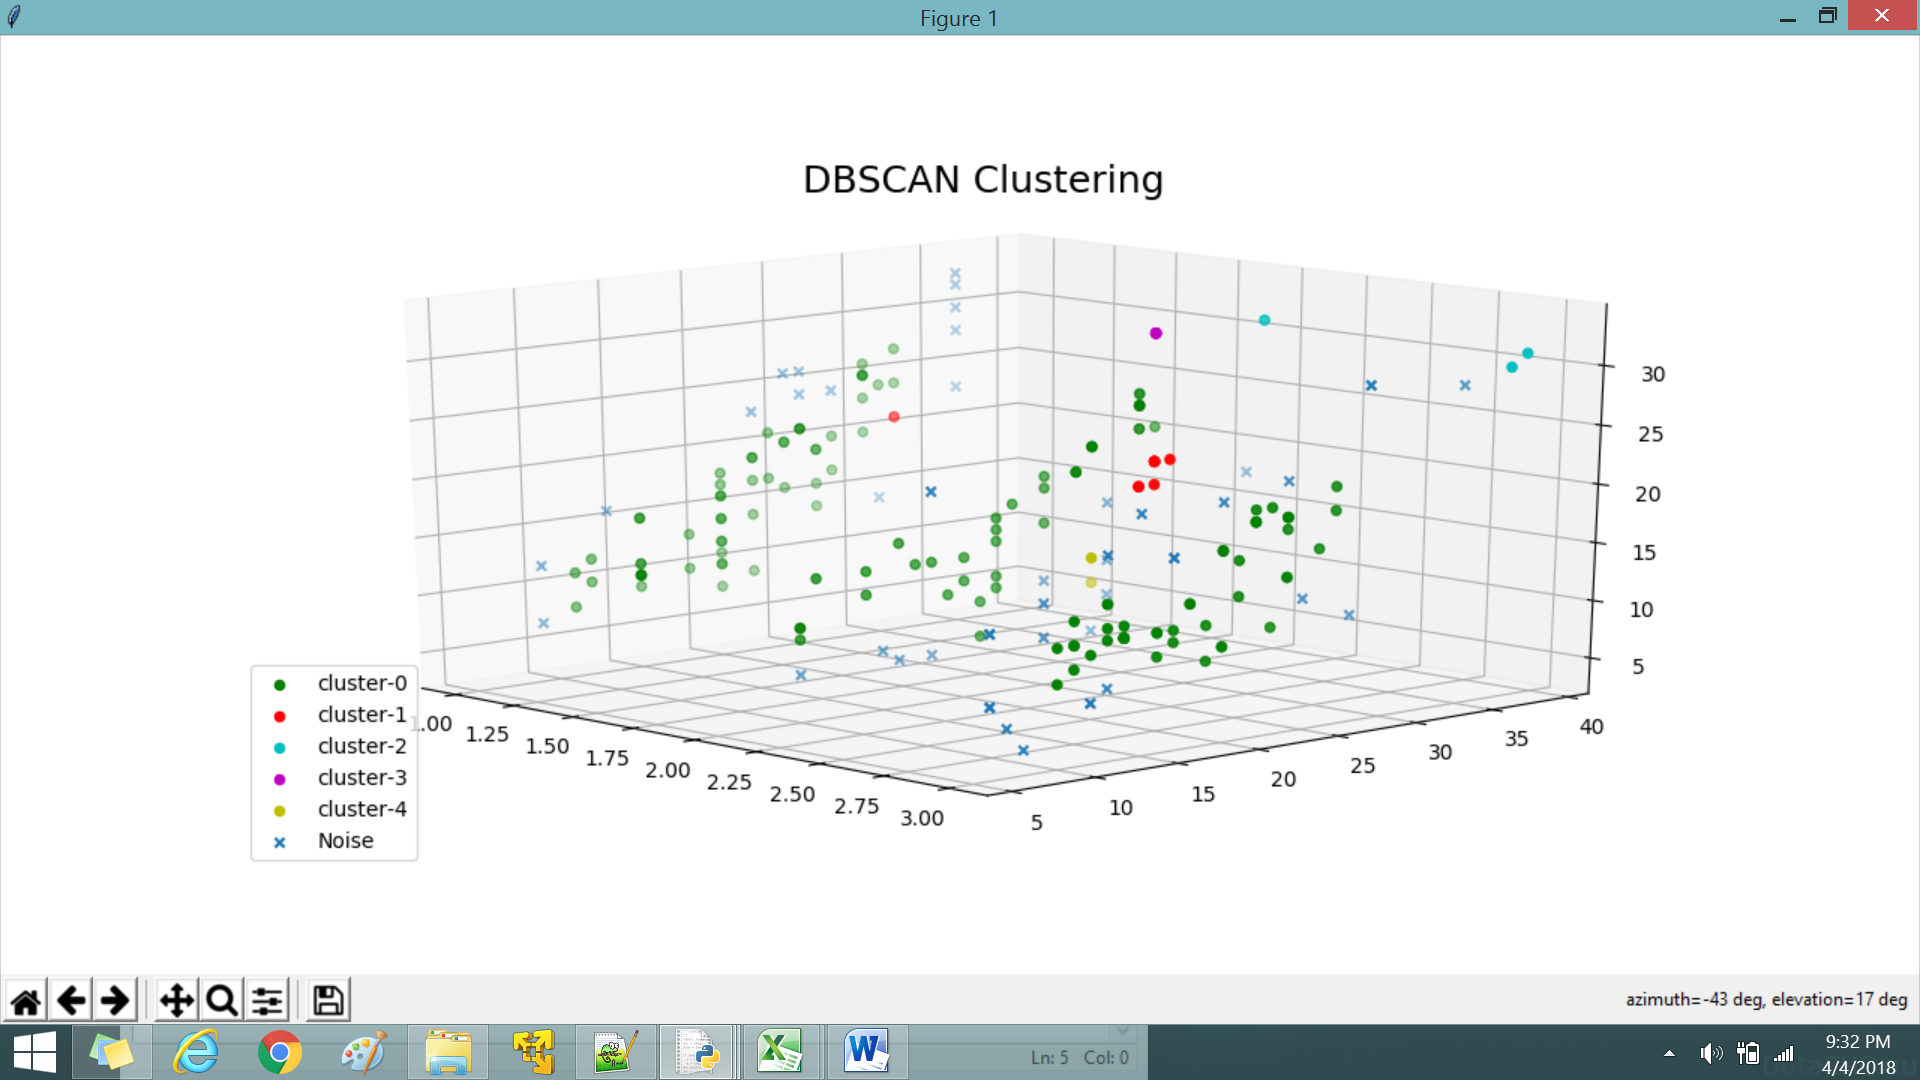 Figure 1
DBSCAN Clustering
30
25
20
15
10
5
cluster-0
cluster-1
cluster-2
cluster-3
cluster-4
Noise
1.00
1.25
1.50
1.75
2.00
2.25
2.50
2.75
3.00
5
10
15
20
25
30
35
40
azimuth=-43 deg, elevation=17 deg
Ln: 5 Col: 0
9:32 PM
4/4/2018